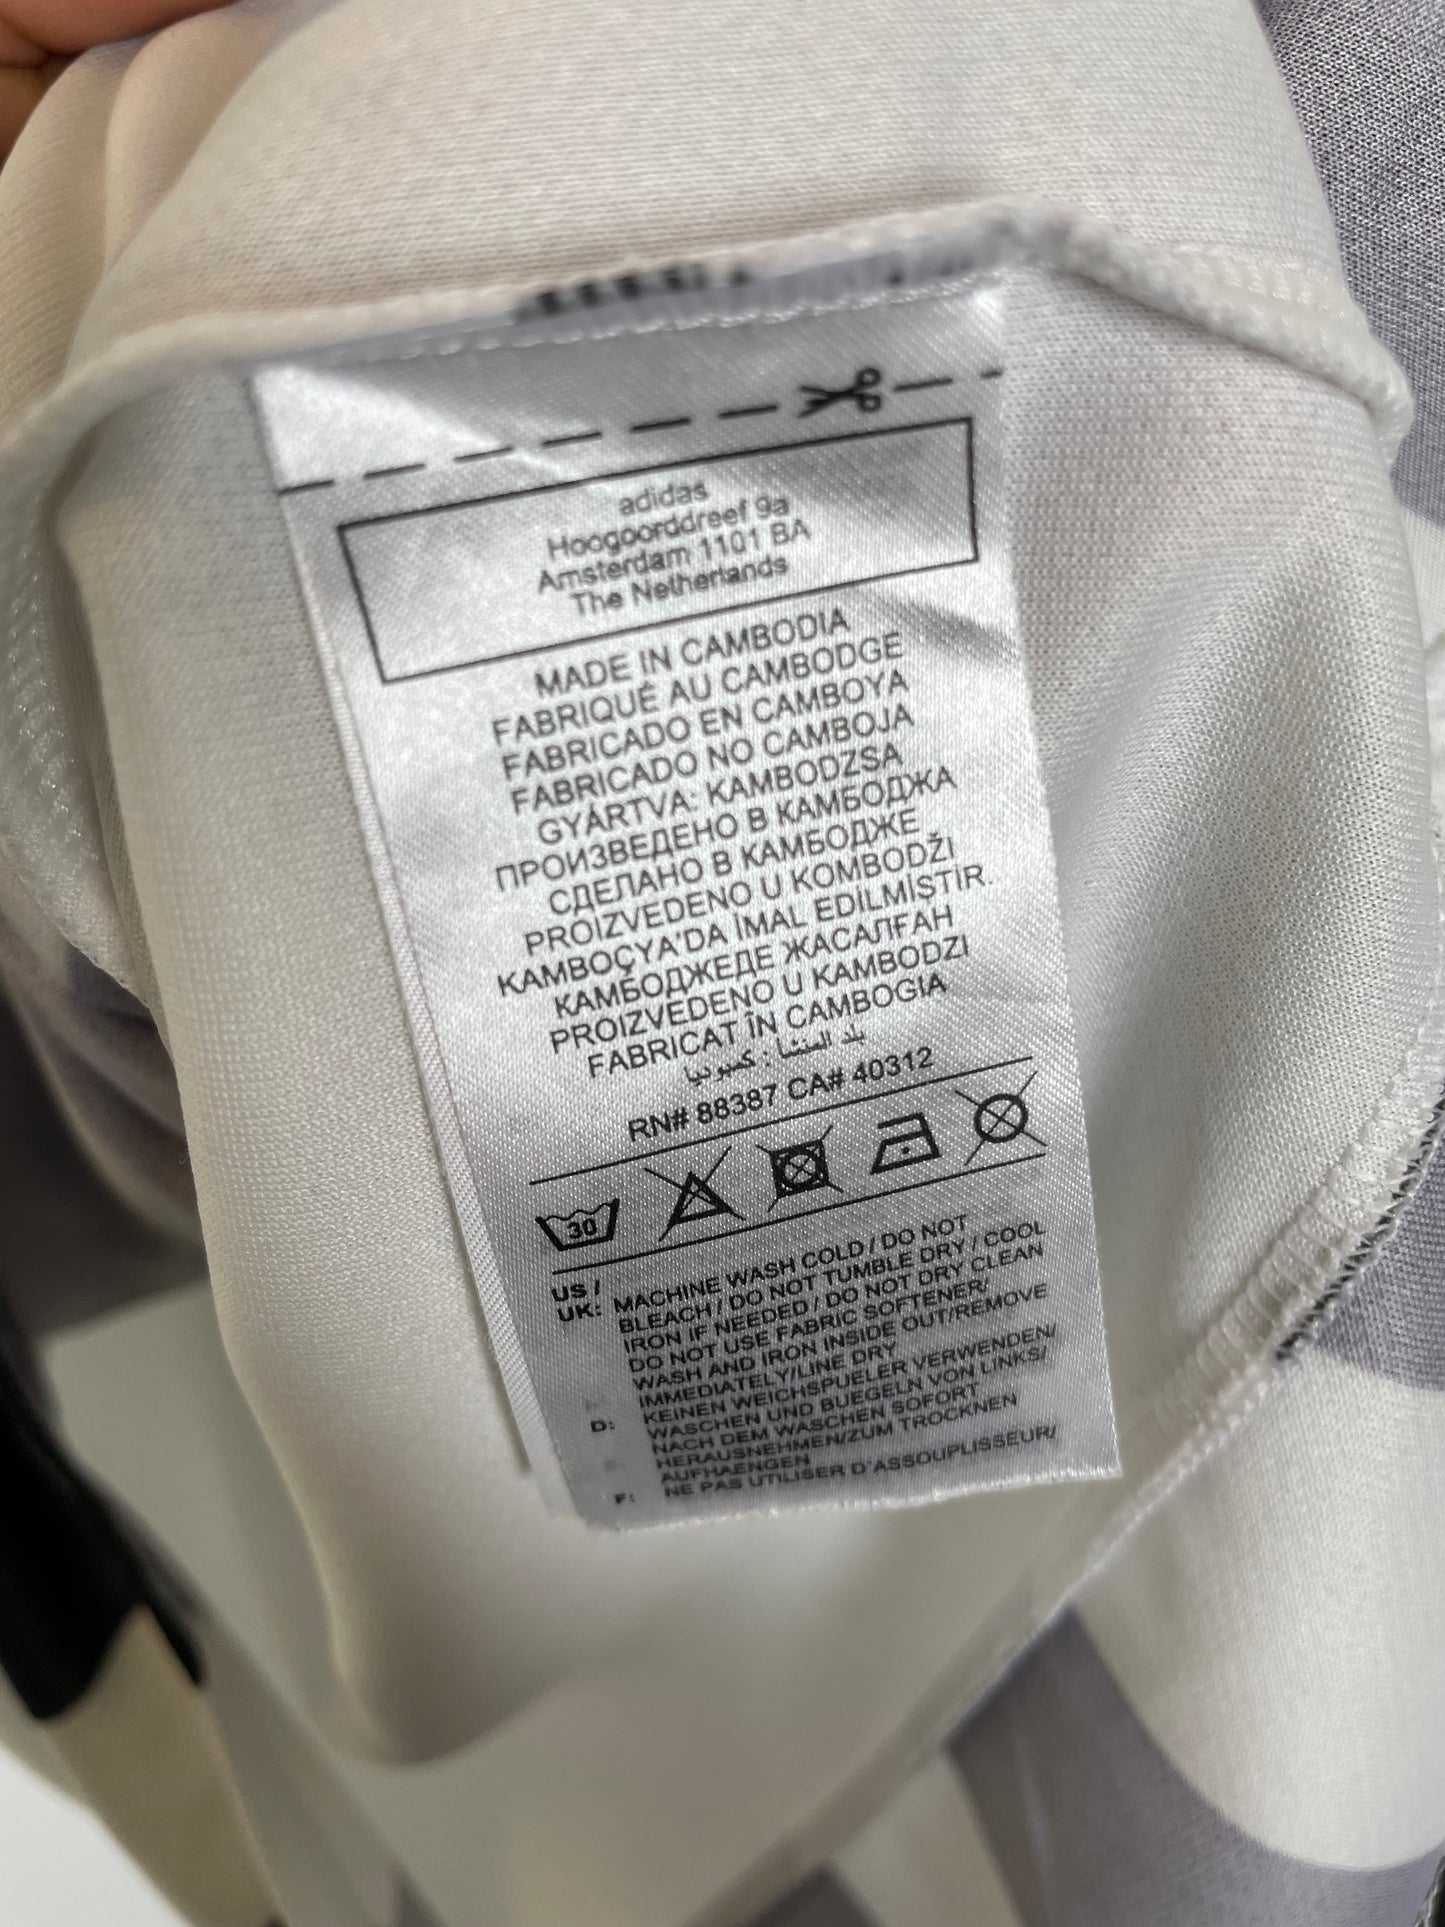 adidas
Hoogoorddreef 9a
Amsterdam 1101 BA
The Netherlands
MADE IN CAMBODIA
FABRIQUÉ AU CAMBODGE
FABRICADO EN CAMBOYA
FABRICADO NO CAMBOJA
GYÁRTVA: KAMBODZSA
ПРОИЗВЕДЕНО В КАМБОДЖА
СДЕЛАНО В КАМБОДЖЕ
PROIZVEDENO U KOMBODŽI
KAMBOÇYA'DA İMAL EDILMIŞTIR.
КАМБОДЖЕДЕ ЖАСАЛҒАН
PROIZVEDENO U KAMBODZI
FABRICAT ÎN CAMBOGIA
بلد المنشأ : كمبوديا
RN# 88387 CA# 40312
30
US / UK: MACHINE WASH COLD / DO NOT
BLEACH / DO NOT TUMBLE DRY / COOL
IRON IF NEEDED / DO NOT DRY CLEAN
DO NOT USE FABRIC SOFTENER/
WASH AND IRON INSIDE OUT/REMOVE
IMMEDIATELY/LINE DRY
D: KEINEN WEICHSPUELER VERWENDEN/
WASCHEN UND BUEGELN VON LINKS/
NACH DEM WASCHEN SOFORT
HERAUSNEHMEN/ZUM TROCKNEN
AUFHAENGEN
F: NE PAS UTILISER D'ASSOUPLISSEUR/